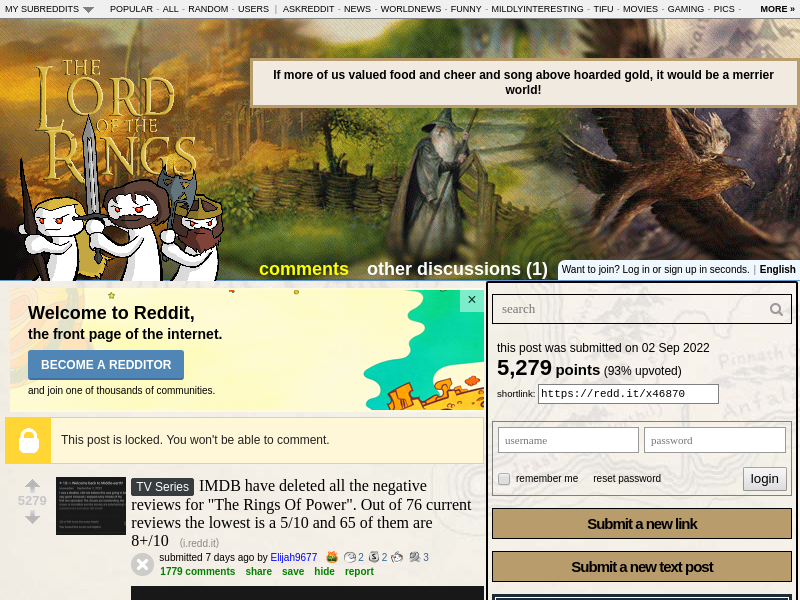 MY SUBREDDITS POPULAR - ALL - RANDOM - USERS | ASKREDDIT - NEWS - WORLDNEWS - FUNNY - MILDLYINTERESTING - TIFU - MOVIES - GAMING - PICS - MORE »
THE
LORD
OF THE
RINGS
If more of us valued food and cheer and song above hoarded gold, it would be a merrier
world!
comments other discussions (1)
Want to join? Log in or sign up in seconds. | English
Welcome to Reddit,
the front page of the internet.
BECOME A REDDITOR
and join one of thousands of communities.
×
This post is locked. You won't be able to comment.
5279
TV Series IMDB have deleted all the negative
reviews for "The Rings Of Power". Out of 76 current
reviews the lowest is a 5/10 and 65 of them are
8+/10 (i.redd.it)
submitted 7 days ago by Elijah9677 2 2 3
1779 comments share save hide report
search
this post was submitted on 02 Sep 2022
5,279 points (93% upvoted)
shortlink: https://redd.it/x46870
username password
remember me reset password login
Submit a new link
Submit a new text post